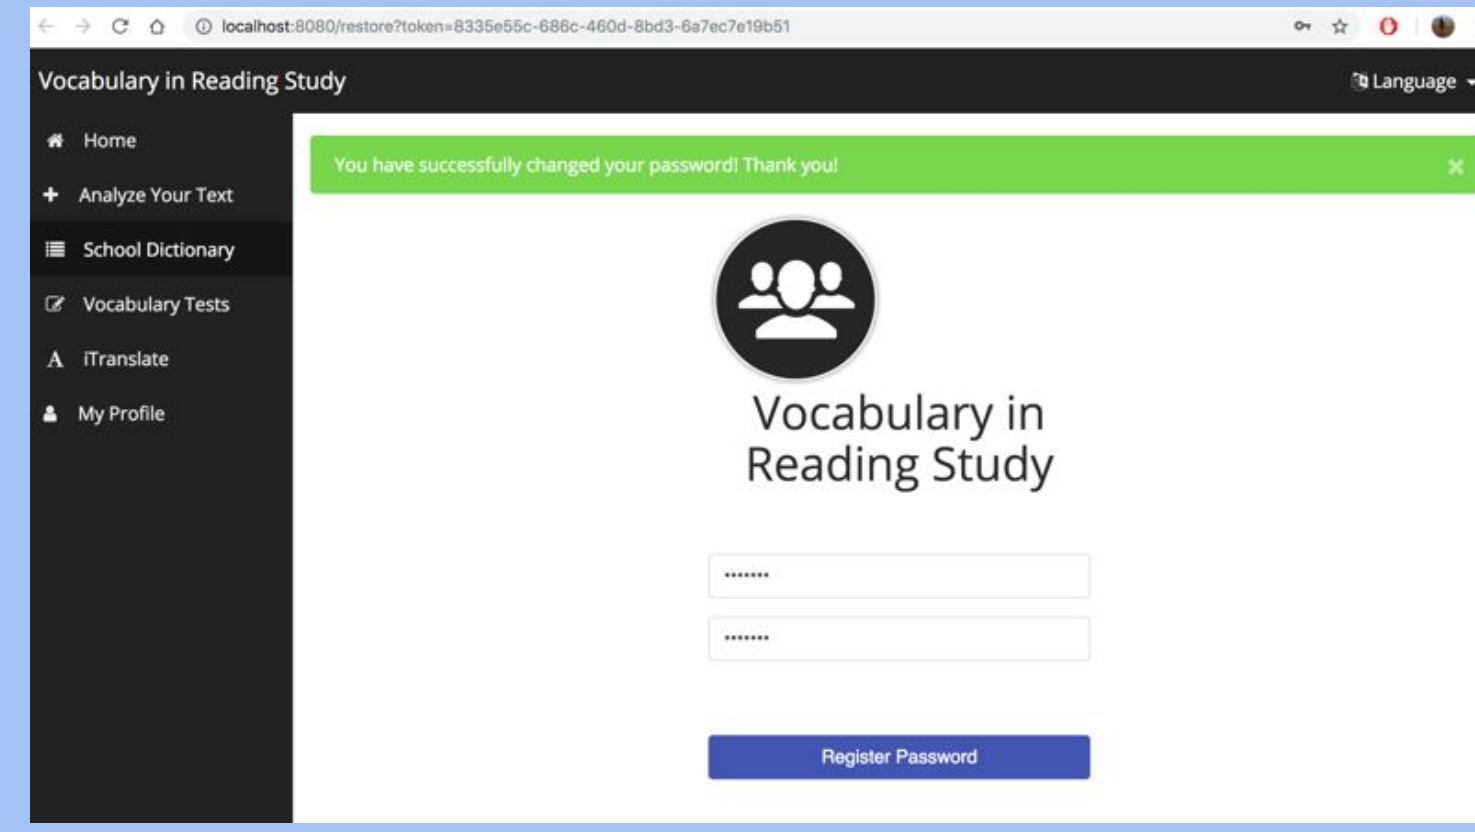 localhost:8080/restore?token=8335e55c-686c-460d-8bd3-6a7ec7e19b51
Vocabulary in Reading Study
Language
Home
Analyze Your Text
School Dictionary
Vocabulary Tests
A iTranslate
My Profile
You have successfully changed your password! Thank you!
Vocabulary in
Reading Study
•••••••
•••••••
Register Password